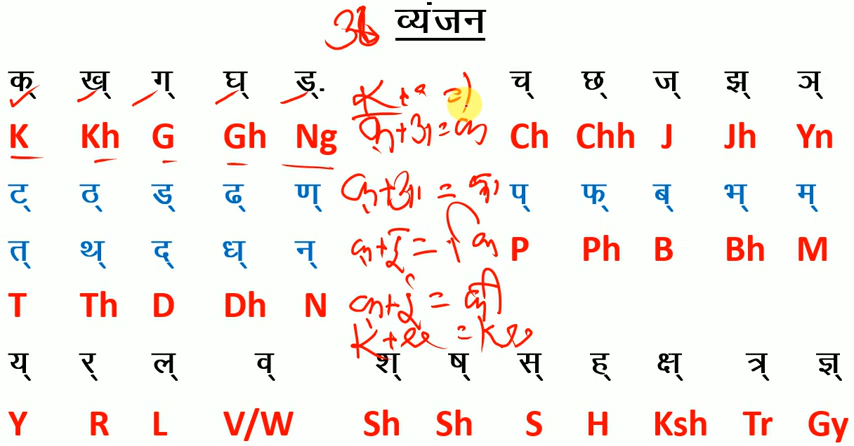 36 व्यंजन
क् ख् ग् घ् ड्. च् छ् ज् झ् ञ्
K Kh G Gh Ng Ch Chh J Jh Yn
K + a =
क् + अ = क
ट् ठ् ड् ढ् ण् प् फ् ब् भ् म्
क् + आ = का
त् थ् द् ध् न् P Ph B Bh M
क् + इ = कि
T Th D Dh N
क् + ई = की
K + ee = Kee
य् र् ल् व् श् ष् स् ह् क्ष् त्र् ज्ञ्
Y R L V/W Sh Sh S H Ksh Tr Gy